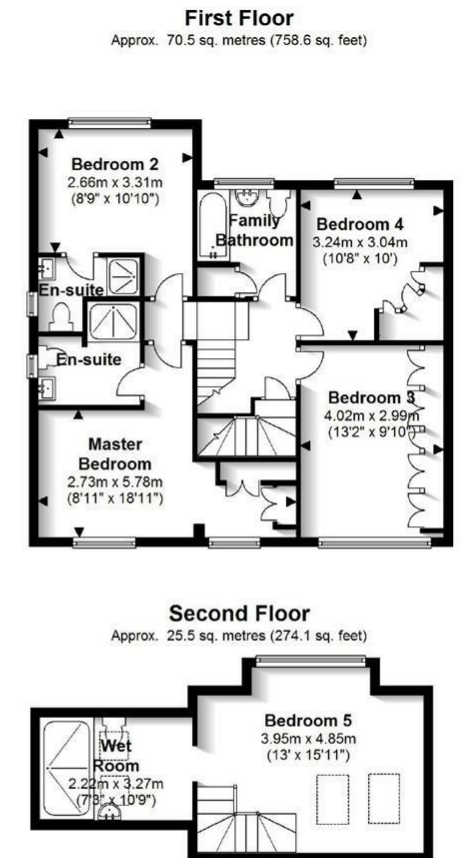 First Floor
Approx. 70.5 sq. metres (758.6 sq. feet)
Bedroom 2
2.66m x 3.31m
(8'9" x 10'10")
Family
Bathroom
Bedroom 4
3.24m x 3.04m
(10'8" x 10')
En-suite
En-suite
Bedroom 3
4.02m x 2.99m
(13'2" x 9'10")
Master
Bedroom
2.73m x 5.78m
(8'11" x 18'11")
Second Floor
Approx. 25.5 sq. metres (274.1 sq. feet)
Bedroom 5
3.95m x 4.85m
(13' x 15'11")
Wet
Room
2.22m x 3.27m
(7'3" x 10'9")